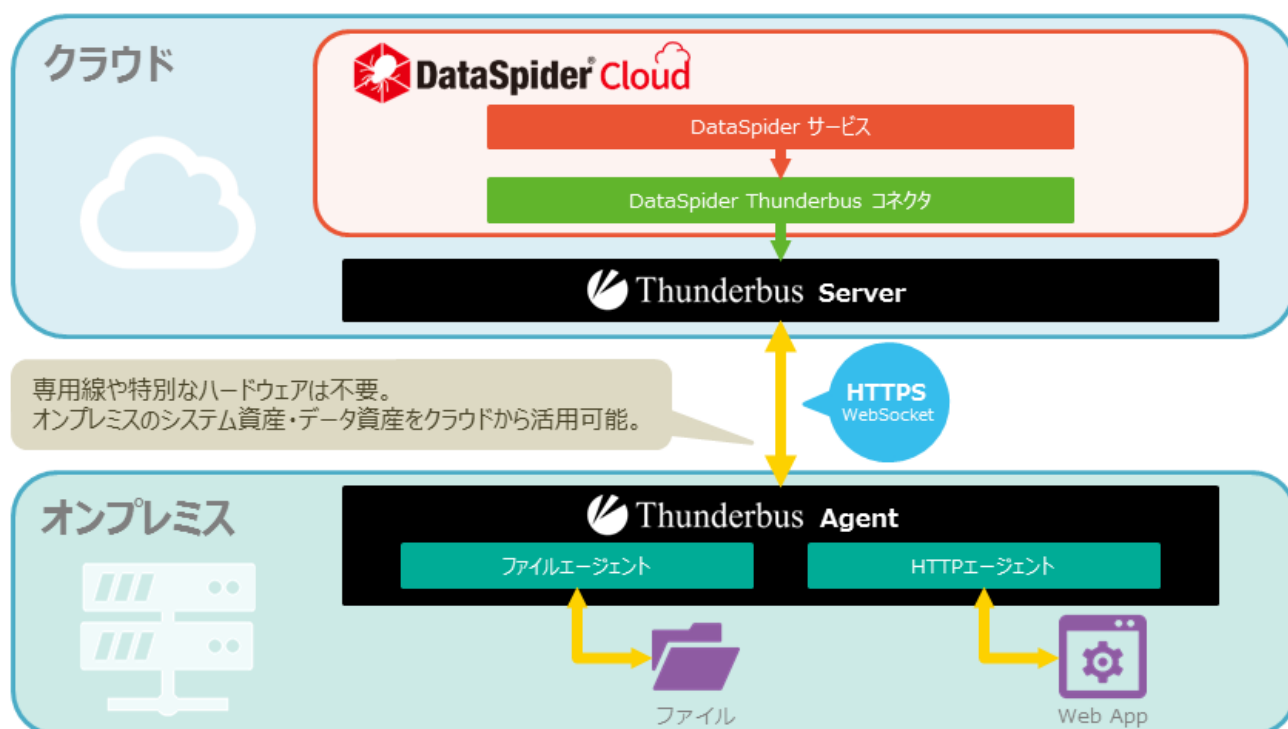 クラウド
DataSpider® Cloud
DataSpider サービス
DataSpider Thunderbus コネクタ
Thunderbus Server
専用線や特別なハードウェアは不要。
オンプレミスのシステム資産・データ資産をクラウドから活用可能。
HTTPS
WebSocket
オンプレミス
Thunderbus Agent
ファイルエージェント
HTTPエージェント
ファイル
Web App